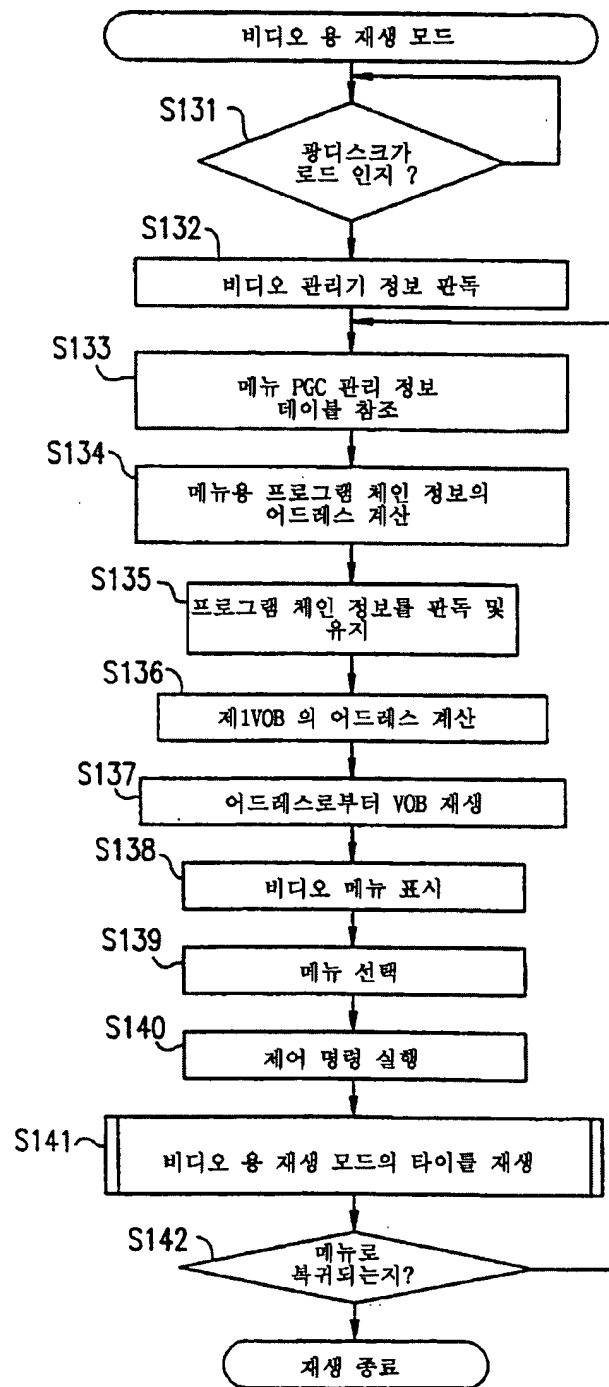 비디오 용 재생 모드
S131
광디스크가
로드 인지 ?
S132
비디오 관리기 정보 판독
S133
메뉴 PGC 관리 정보
테이블 참조
S134
메뉴용 프로그램 체인 정보의
어드레스 계산
S135
프로그램 체인 정보를 판독 및
유지
S136
제1VOB 의 어드레스 계산
S137
어드레스로부터 VOB 재생
S138
비디오 메뉴 표시
S139
메뉴 선택
S140
제어 명령 실행
S141
비디오 용 재생 모드의 타이틀 재생
S142
메뉴로
복귀되는지?
재생 종료